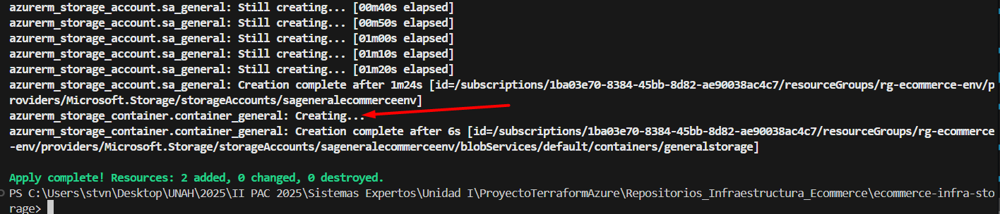 azurerm_storage_account.sa_general: Still creating... [00m40s elapsed]
azurerm_storage_account.sa_general: Still creating... [00m50s elapsed]
azurerm_storage_account.sa_general: Still creating... [01m00s elapsed]
azurerm_storage_account.sa_general: Still creating... [01m10s elapsed]
azurerm_storage_account.sa_general: Still creating... [01m20s elapsed]
azurerm_storage_account.sa_general: Creation complete after 1m24s [id=/subscriptions/1ba03e70-8384-45bb-8d82-ae90038ac4c7/resourceGroups/rg-ecommerce-env/p
roviders/Microsoft.Storage/storageAccounts/sageneralecommerceenv]
azurerm_storage_container.container_general: Creating...
azurerm_storage_container.container_general: Creation complete after 6s [id=/subscriptions/1ba03e70-8384-45bb-8d82-ae90038ac4c7/resourceGroups/rg-ecommerce
-env/providers/Microsoft.Storage/storageAccounts/sageneralecommerceenv/blobServices/default/containers/generalstorage]
Apply complete! Resources: 2 added, 0 changed, 0 destroyed.
PS C:\Users\stvn\Desktop\UNAH\2025\II PAC 2025\Sistemas Expertos\Unidad I\ProyectoTerraformAzure\Repositorios_Infraestructura_Ecommerce\ecommerce-infra-sto
rage>